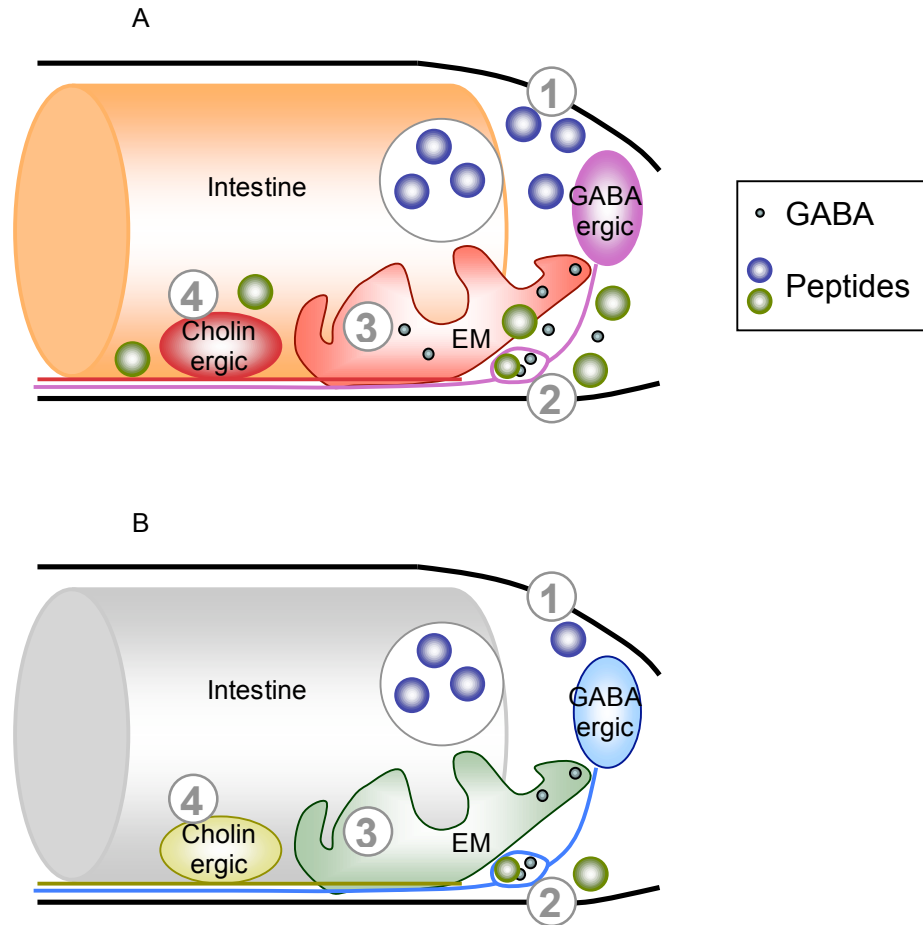 A
1
Intestine
GABA
ergic
GABA
Peptides
4
Cholin
ergic
3
EM
2
B
1
Intestine
GABA
ergic
4
Cholin
ergic
3
EM
2